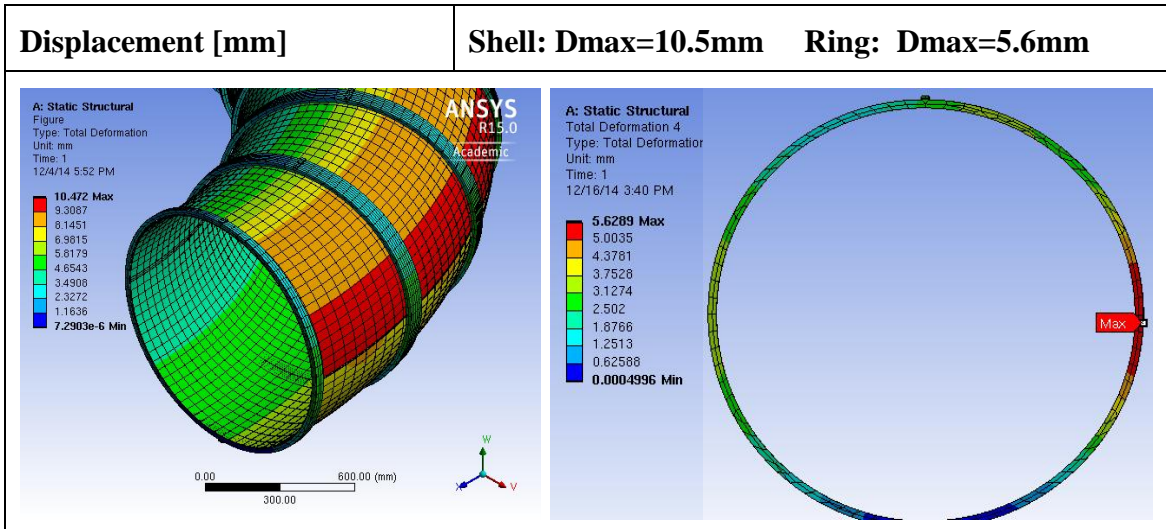 Displacement [mm]
Shell: Dmax=10.5mm Ring: Dmax=5.6mm
A: Static Structural
Figure
Type: Total Deformation
Unit: mm
Time: 1
12/4/14 5:52 PM
10.472 Max
9.3087
8.1451
6.9815
5.8179
4.6543
3.4908
2.3272
1.1636
7.2903e-6 Min
ANSYS
R15.0
Academic
0.00
600.00 (mm)
300.00
W
X
V
A: Static Structural
Total Deformation 4
Type: Total Deformation
Unit: mm
Time: 1
12/16/14 3:40 PM
5.6289 Max
5.0035
4.3781
3.7528
3.1274
2.502
1.8766
1.2513
0.62588
0.0004996 Min
Max